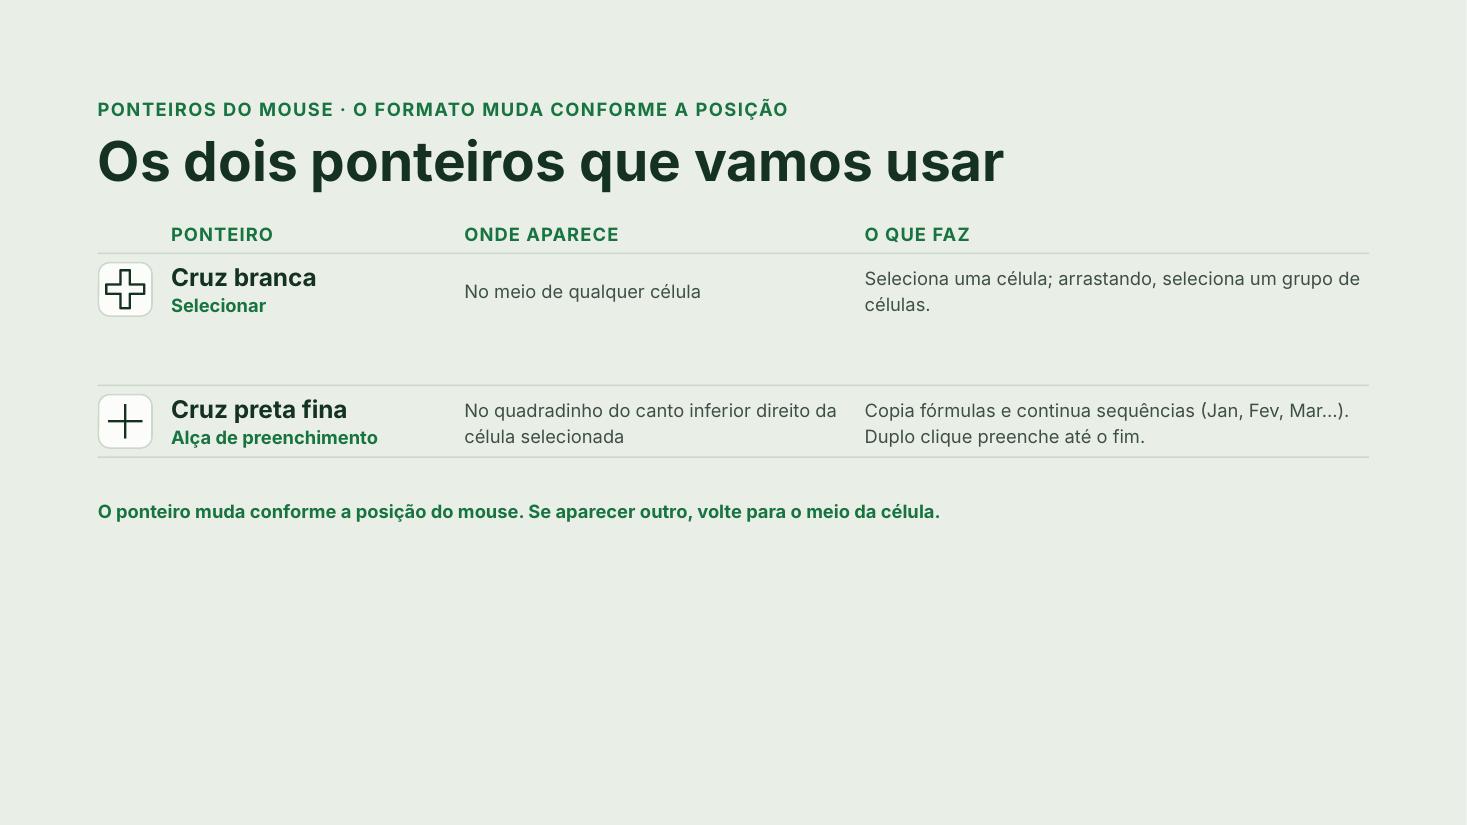 PONTEIROS DO MOUSE · O FORMATO MUDA CONFORME A POSIÇÃO
Os dois ponteiros que vamos usar
PONTEIRO
ONDE APARECE
O QUE FAZ
Cruz branca
Selecionar
No meio de qualquer célula
Seleciona uma célula; arrastando, seleciona um grupo de
células.
Cruz preta fina
Alça de preenchimento
No quadradinho do canto inferior direito da
célula selecionada
Copia fórmulas e continua sequências (Jan, Fev, Mar...).
Duplo clique preenche até o fim.
O ponteiro muda conforme a posição do mouse. Se aparecer outro, volte para o meio da célula.